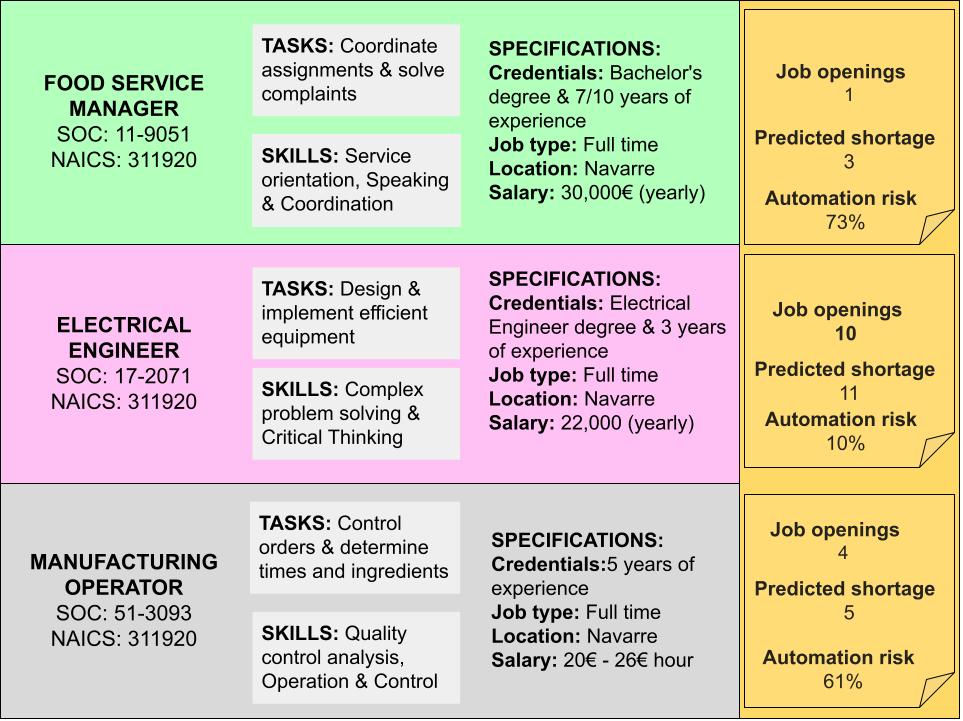 FOOD SERVICE
MANAGER
SOC: 11-9051
NAICS: 311920
TASKS: Coordinate
assignments & solve
complaints
SKILLS: Service
orientation, Speaking
& Coordination
SPECIFICATIONS:
Credentials: Bachelor's
degree & 7/10 years of
experience
Job type: Full time
Location: Navarre
Salary: 30,000€ (yearly)
Job openings
1
Predicted shortage
3
Automation risk
73%
ELECTRICAL
ENGINEER
SOC: 17-2071
NAICS: 311920
TASKS: Design &
implement efficient
equipment
SKILLS: Complex
problem solving &
Critical Thinking
SPECIFICATIONS:
Credentials: Electrical
Engineer degree & 3 years
of experience
Job type: Full time
Location: Navarre
Salary: 22,000 (yearly)
Job openings
10
Predicted shortage
11
Automation risk
10%
MANUFACTURING
OPERATOR
SOC: 51-3093
NAICS: 311920
TASKS: Control
orders & determine
times and ingredients
SKILLS: Quality
control analysis,
Operation & Control
SPECIFICATIONS:
Credentials:5 years of
experience
Job type: Full time
Location: Navarre
Salary: 20€ - 26€ hour
Job openings
4
Predicted shortage
5
Automation risk
61%